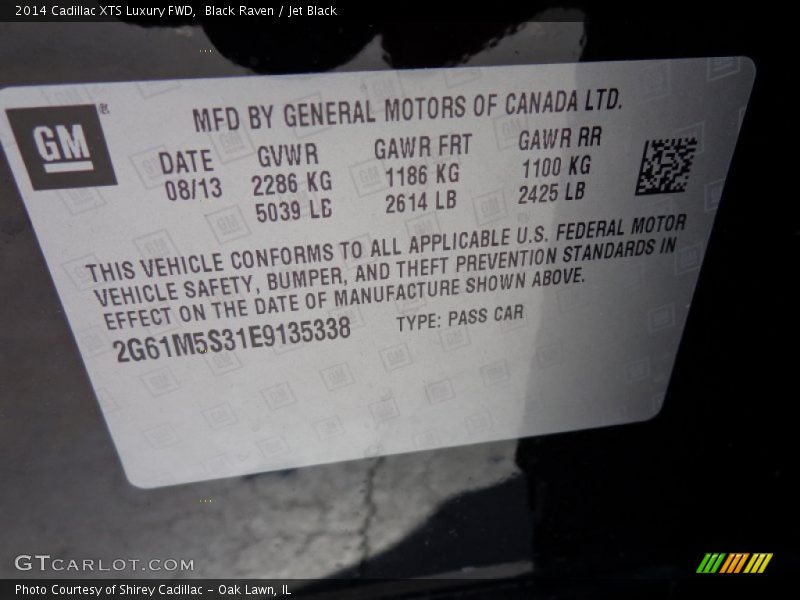 2014 Cadillac XTS Luxury FWD,  Black Raven / Jet Black
GM ®
MFD BY GENERAL MOTORS OF CANADA LTD.
DATE GVWR GAWR FRT GAWR RR
08/13 2286 KG 1186 KG 1100 KG
5039 LB 2614 LB 2425 LB
THIS VEHICLE CONFORMS TO ALL APPLICABLE U.S. FEDERAL MOTOR
VEHICLE SAFETY, BUMPER, AND THEFT PREVENTION STANDARDS IN
EFFECT ON THE DATE OF MANUFACTURE SHOWN ABOVE.
2G61M5S31E9135338 TYPE: PASS CAR
GTCARLOT.COM
Photo Courtesy of Shirey Cadillac - Oak Lawn, IL